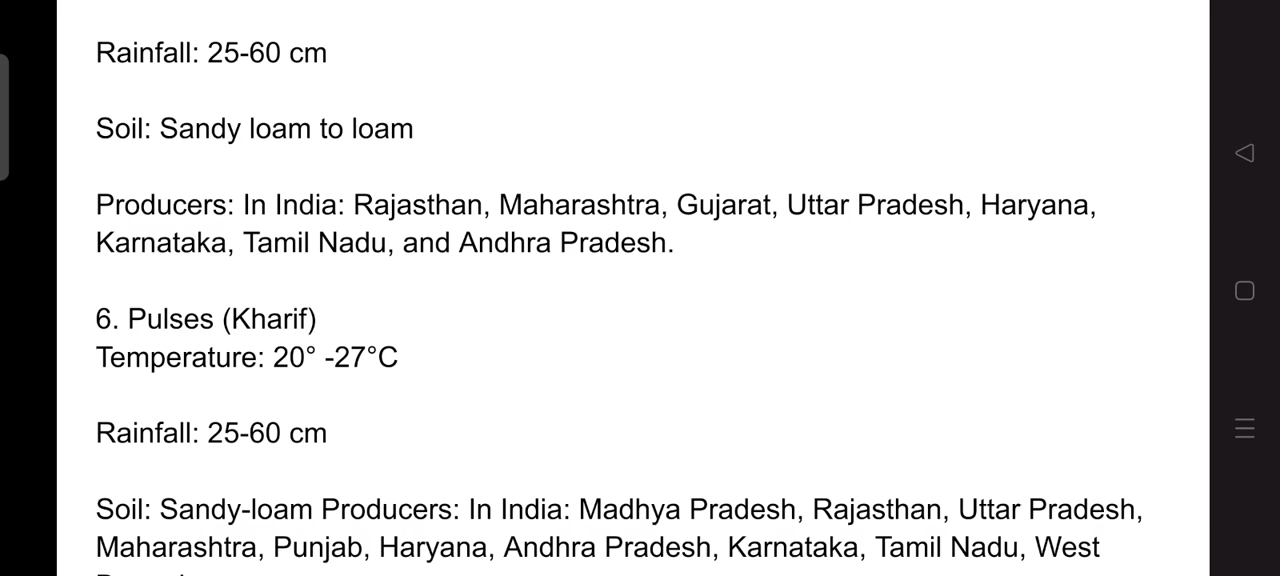 Rainfall: 25-60 cm
Soil: Sandy loam to loam
Producers: In India: Rajasthan, Maharashtra, Gujarat, Uttar Pradesh, Haryana,
Karnataka, Tamil Nadu, and Andhra Pradesh.
6. Pulses (Kharif)
Temperature: 20° -27°C
Rainfall: 25-60 cm
Soil: Sandy-loam Producers: In India: Madhya Pradesh, Rajasthan, Uttar Pradesh,
Maharashtra, Punjab, Haryana, Andhra Pradesh, Karnataka, Tamil Nadu, West